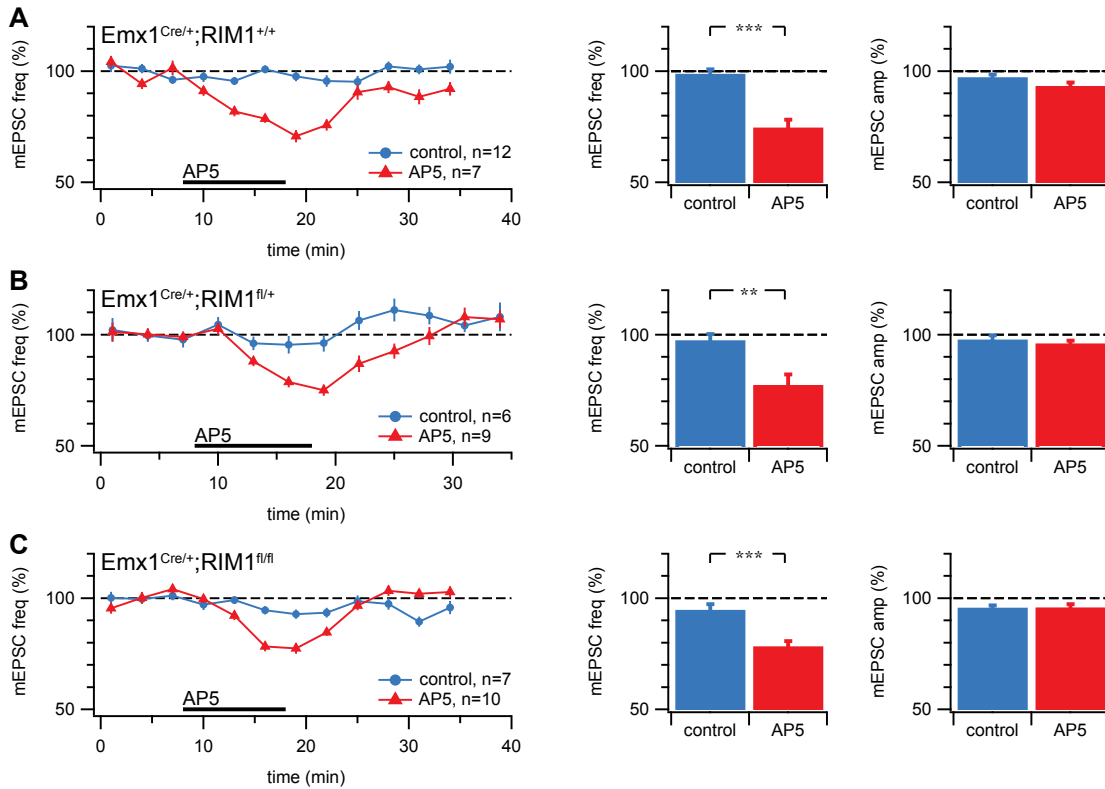 A
Emx1Cre/+;RIM1+/+
mEPSC freq (%)
100
50
control, n=12
AP5, n=7
AP5
0
10
20
30
40
time (min)
mEPSC freq (%)
100
50
***
control
AP5
mEPSC amp (%)
100
50
control
AP5
B
Emx1Cre/+;RIM1fl/+
mEPSC freq (%)
100
50
control, n=6
AP5, n=9
AP5
0
10
20
30
time (min)
mEPSC freq (%)
100
50
**
control
AP5
mEPSC amp (%)
100
50
control
AP5
C
Emx1Cre/+;RIM1fl/fl
mEPSC freq (%)
100
50
control, n=7
AP5, n=10
AP5
0
10
20
30
40
time (min)
mEPSC freq (%)
100
50
***
control
AP5
mEPSC amp (%)
100
50
control
AP5